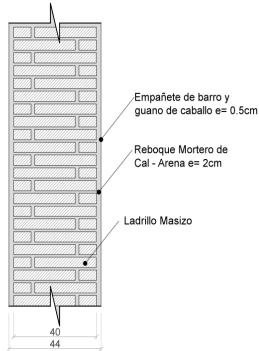 Empañete de barro y
guano de caballo e= 0.5cm
Reboque Mortero de
Cal - Arena e= 2cm
Ladrillo Masizo
40
44